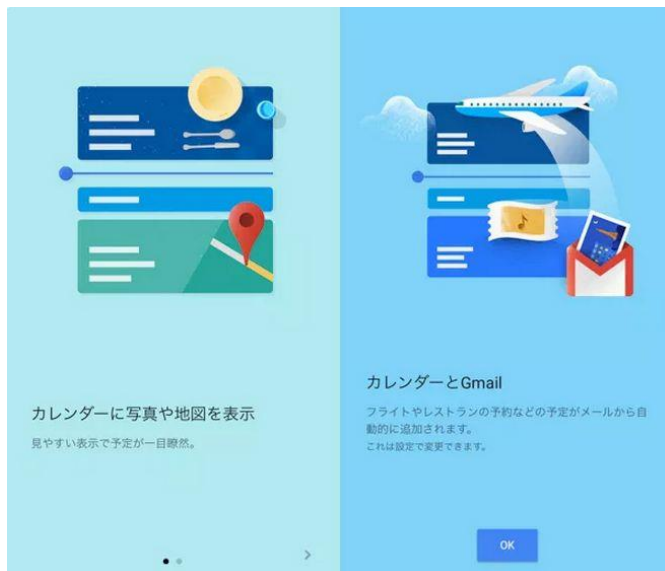 カレンダーに写真や地図を表示
見やすい表示で予定が一目瞭然。
カレンダーとGmail
フライトやレストランの予約などの予定がメールから自
動的に追加されます。
これは設定で変更できます。
OK